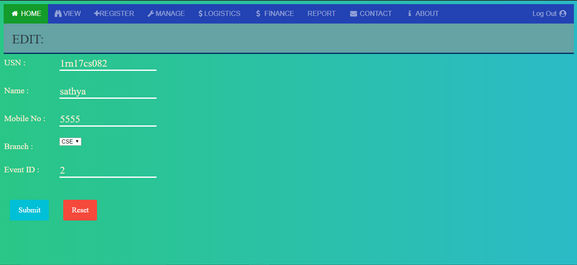 HOME VIEW REGISTER MANAGE LOGISTICS FINANCE REPORT CONTACT ABOUT Log Out
EDIT:
USN : 1rn17cs082
Name : sathya
Mobile No : 5555
Branch : CSE
Event ID : 2
Submit Reset